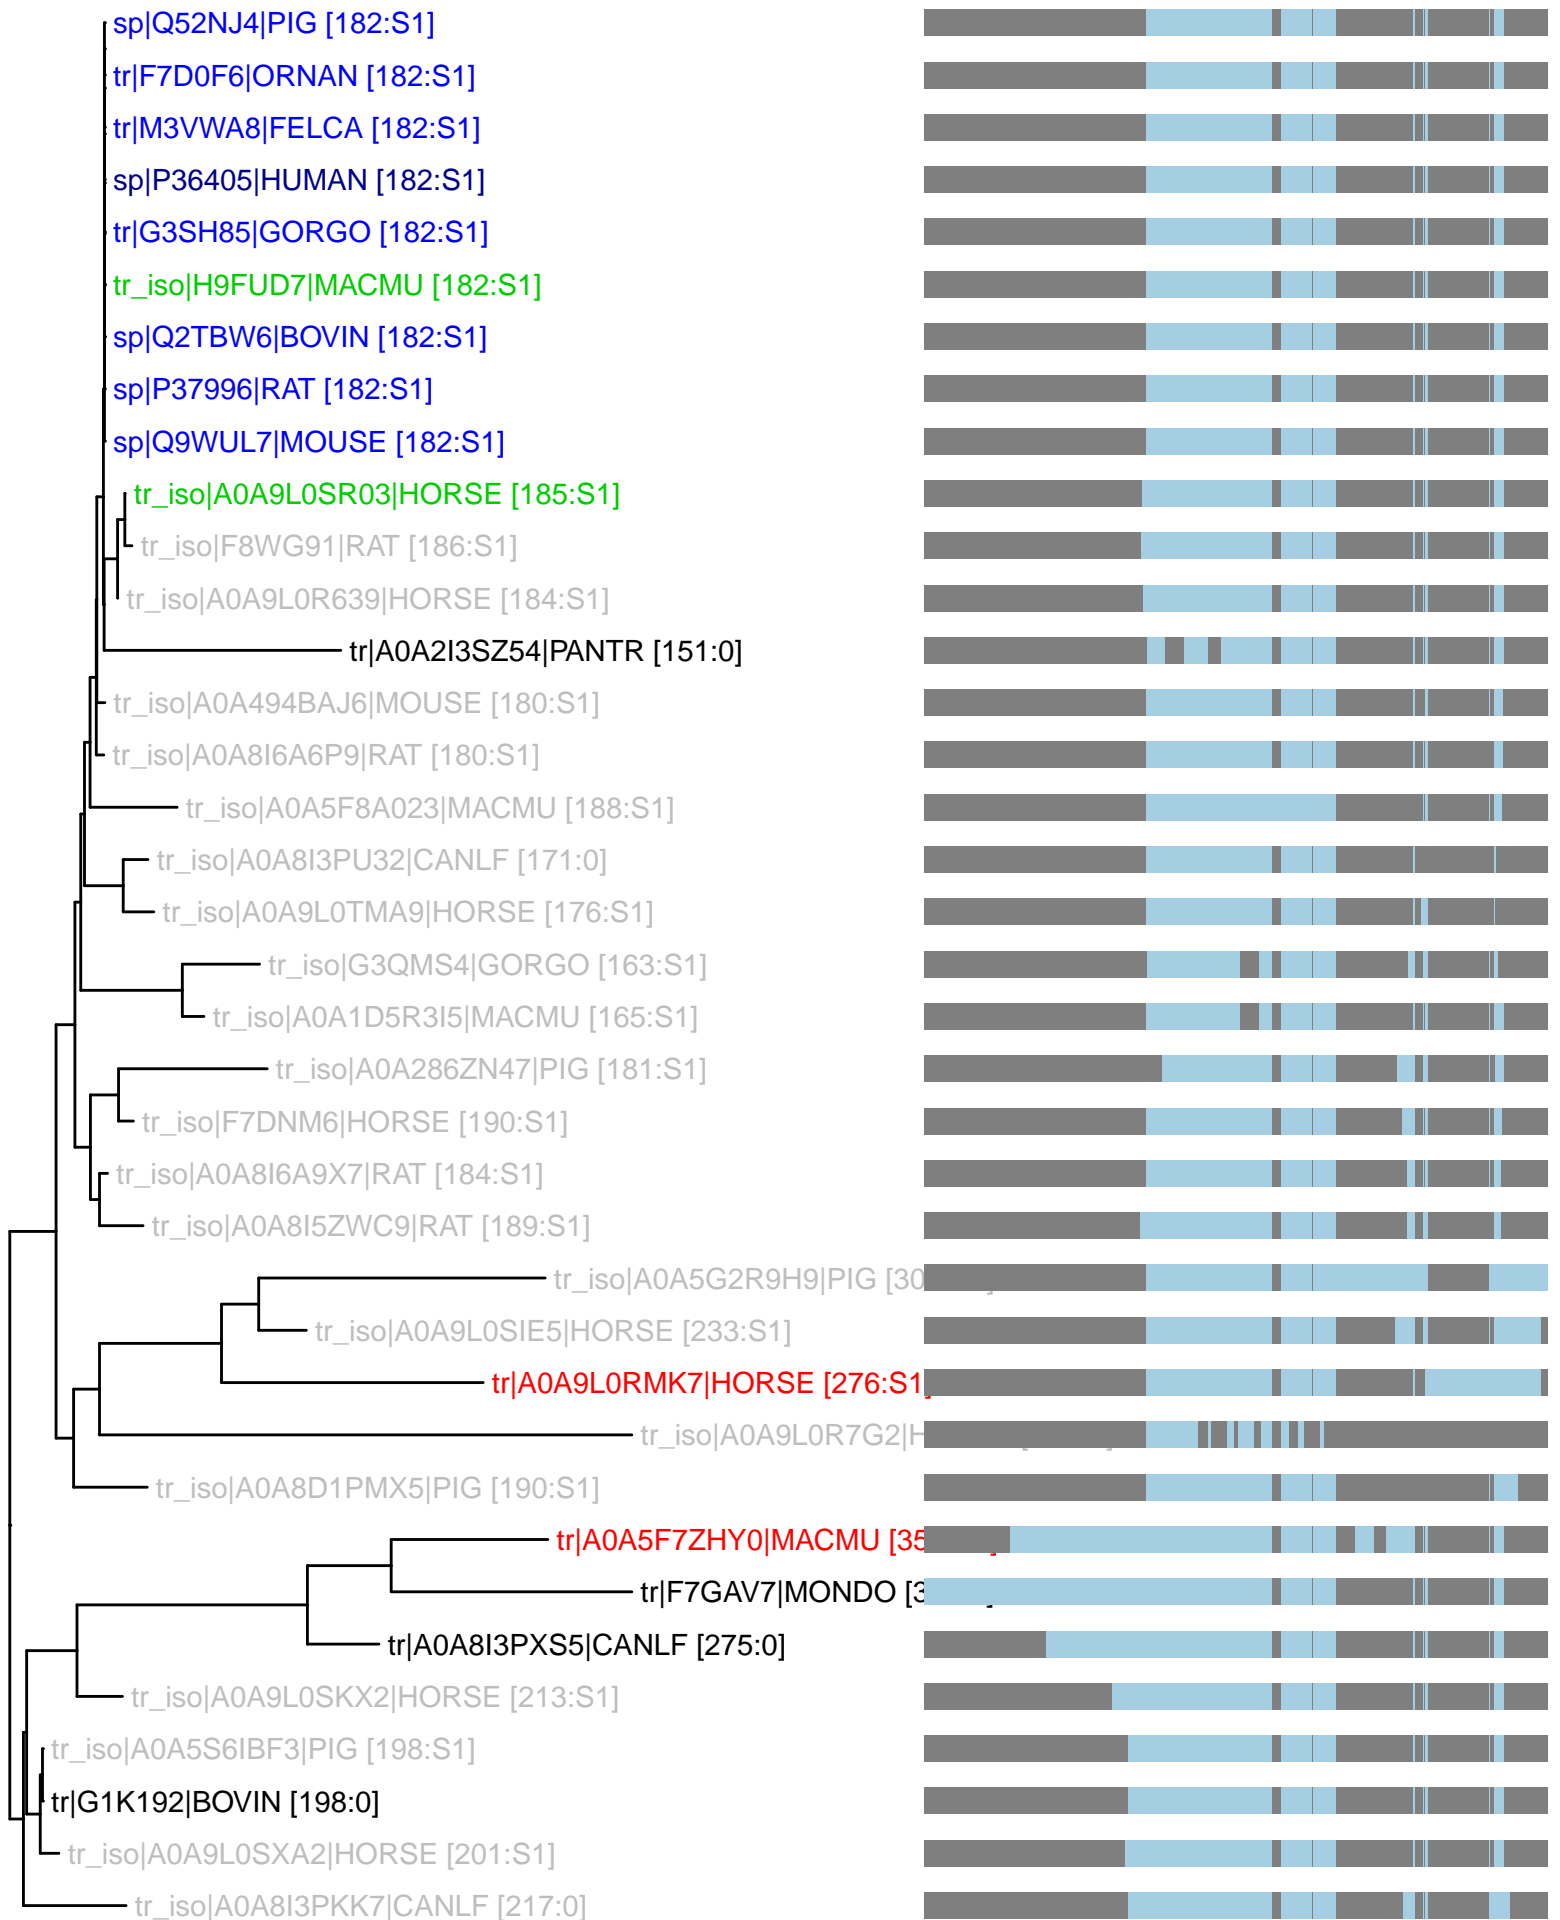 sp|Q52NJ4|PIG [182:S1]
tr|F7D0F6|ORNAN [182:S1]
tr|M3VWA8|FELCA [182:S1]
sp|P36405|HUMAN [182:S1]
tr|G3SH85|GORGO [182:S1]
tr_iso|H9FUD7|MACMU [182:S1]
sp|Q2TBW6|BOVIN [182:S1]
sp|P37996|RAT [182:S1]
sp|Q9WUL7|MOUSE [182:S1]
tr_iso|A0A9L0SR03|HORSE [185:S1]
tr_iso|F8WG91|RAT [186:S1]
tr_iso|A0A9L0R639|HORSE [184:S1]
tr|A0A2I3SZ54|PANTR [151:0]
tr_iso|A0A494BAJ6|MOUSE [180:S1]
tr_iso|A0A8I6A6P9|RAT [180:S1]
tr_iso|A0A5F8A023|MACMU [188:S1]
tr_iso|A0A8I3PU32|CANLF [171:0]
tr_iso|A0A9L0TMA9|HORSE [176:S1]
tr_iso|G3QMS4|GORGO [163:S1]
tr_iso|A0A1D5R3I5|MACMU [165:S1]
tr_iso|A0A286ZN47|PIG [181:S1]
tr_iso|F7DNM6|HORSE [190:S1]
tr_iso|A0A8I6A9X7|RAT [184:S1]
tr_iso|A0A8I5ZWC9|RAT [189:S1]
tr_iso|A0A5G2R9H9|PIG [30
tr_iso|A0A9L0SIE5|HORSE [233:S1]
tr|A0A9L0RMK7|HORSE [276:S1]
tr_iso|A0A9L0R7G2|H
tr_iso|A0A8D1PMX5|PIG [190:S1]
tr|A0A5F7ZHY0|MACMU [35
tr|F7GAV7|MONDO [3
tr|A0A8I3PXS5|CANLF [275:0]
tr_iso|A0A9L0SKX2|HORSE [213:S1]
tr_iso|A0A5S6IBF3|PIG [198:S1]
tr|G1K192|BOVIN [198:0]
tr_iso|A0A9L0SXA2|HORSE [201:S1]
tr_iso|A0A8I3PKK7|CANLF [217:0]